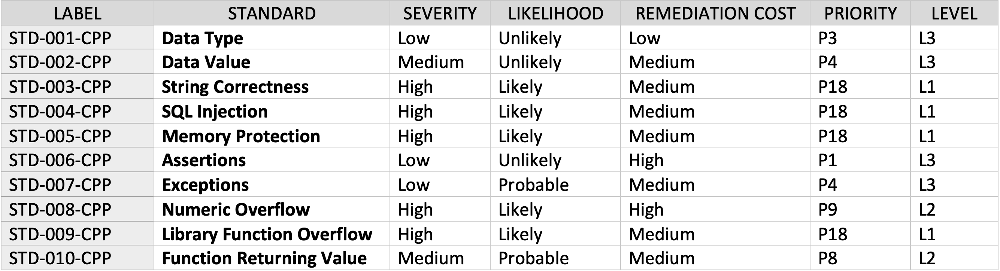 LABEL STANDARD SEVERITY LIKELIHOOD REMEDIATION COST PRIORITY LEVEL
STD-001-CPP Data Type Low Unlikely Low P3 L3
STD-002-CPP Data Value Medium Unlikely Medium P4 L3
STD-003-CPP String Correctness High Likely Medium P18 L1
STD-004-CPP SQL Injection High Likely Medium P18 L1
STD-005-CPP Memory Protection High Likely Medium P18 L1
STD-006-CPP Assertions Low Unlikely High P1 L3
STD-007-CPP Exceptions Low Probable Medium P4 L3
STD-008-CPP Numeric Overflow High Likely High P9 L2
STD-009-CPP Library Function Overflow High Likely Medium P18 L1
STD-010-CPP Function Returning Value Medium Probable Medium P8 L2